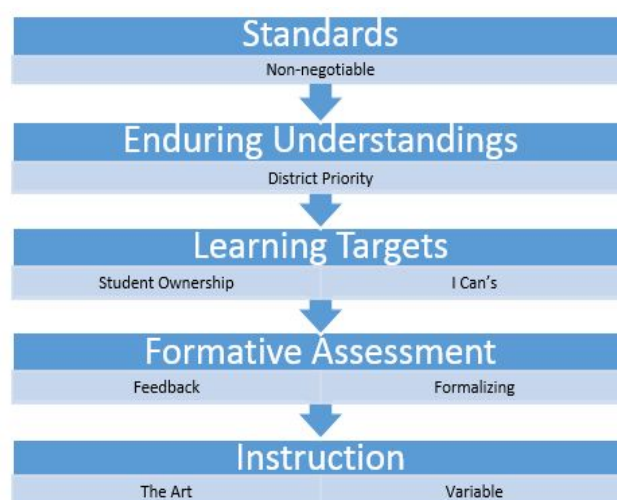 Standards
Non-negotiable
Enduring Understandings
District Priority
Learning Targets
Student Ownership I Can's
Formative Assessment
Feedback Formalizing
Instruction
The Art Variable